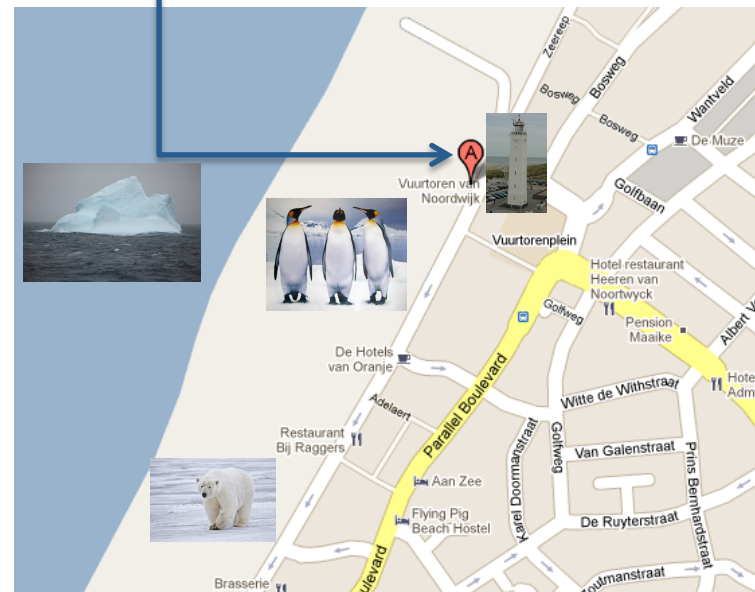 Zeereep
Bosweg
Wantveld
Bosweg
Bosweg
De Muze
A
Vuurtoren van
Noordwijk
Golfbaan
Vuurtorenplein
Hotel restaurant
Heeren van
Noortwyck
Golfweg
Pension
Maaike
Albert V
De Hotels
van Oranje
Hote
Adm
Witte de Withstraat
Adelaert
Parallel Boulevard
Restaurant
Bij Raggers
Golfweg
Karel Doormanstraat
Van Galenstraat
Prins Bernhardstraat
Aan Zee
Flying Pig
Beach Hostel
De Ruyterstraat
ulevard
Zoutmanstraat
Brasserie